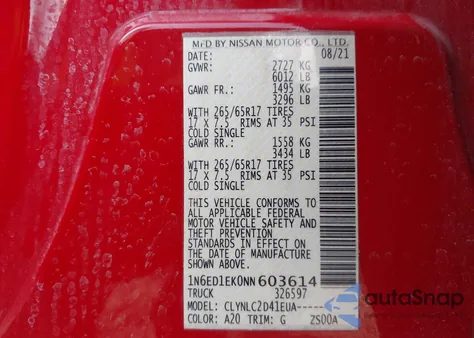 MFD BY NISSAN MOTOR CO., LTD.
DATE: 08/21
GVWR: 2727 KG
6012 LB
GAWR FR.: 1495 KG
3296 LB
WITH 265/65R17 TIRES
17 X 7.5 RIMS AT 35 PSI
COLD SINGLE
GAWR RR.: 1558 KG
3434 LB
WITH 265/65R17 TIRES
17 X 7.5 RIMS AT 35 PSI
COLD SINGLE
THIS VEHICLE CONFORMS TO
ALL APPLICABLE FEDERAL
MOTOR VEHICLE SAFETY AND
THEFT PREVENTION
STANDARDS IN EFFECT ON
THE DATE OF MANUFACTURE
SHOWN ABOVE.
1N6ED1EK0NN603614
TRUCK 326597
MODEL: CLYNLC2D41EUA------
COLOR: A20 TRIM: G ZS00A
autoSnap